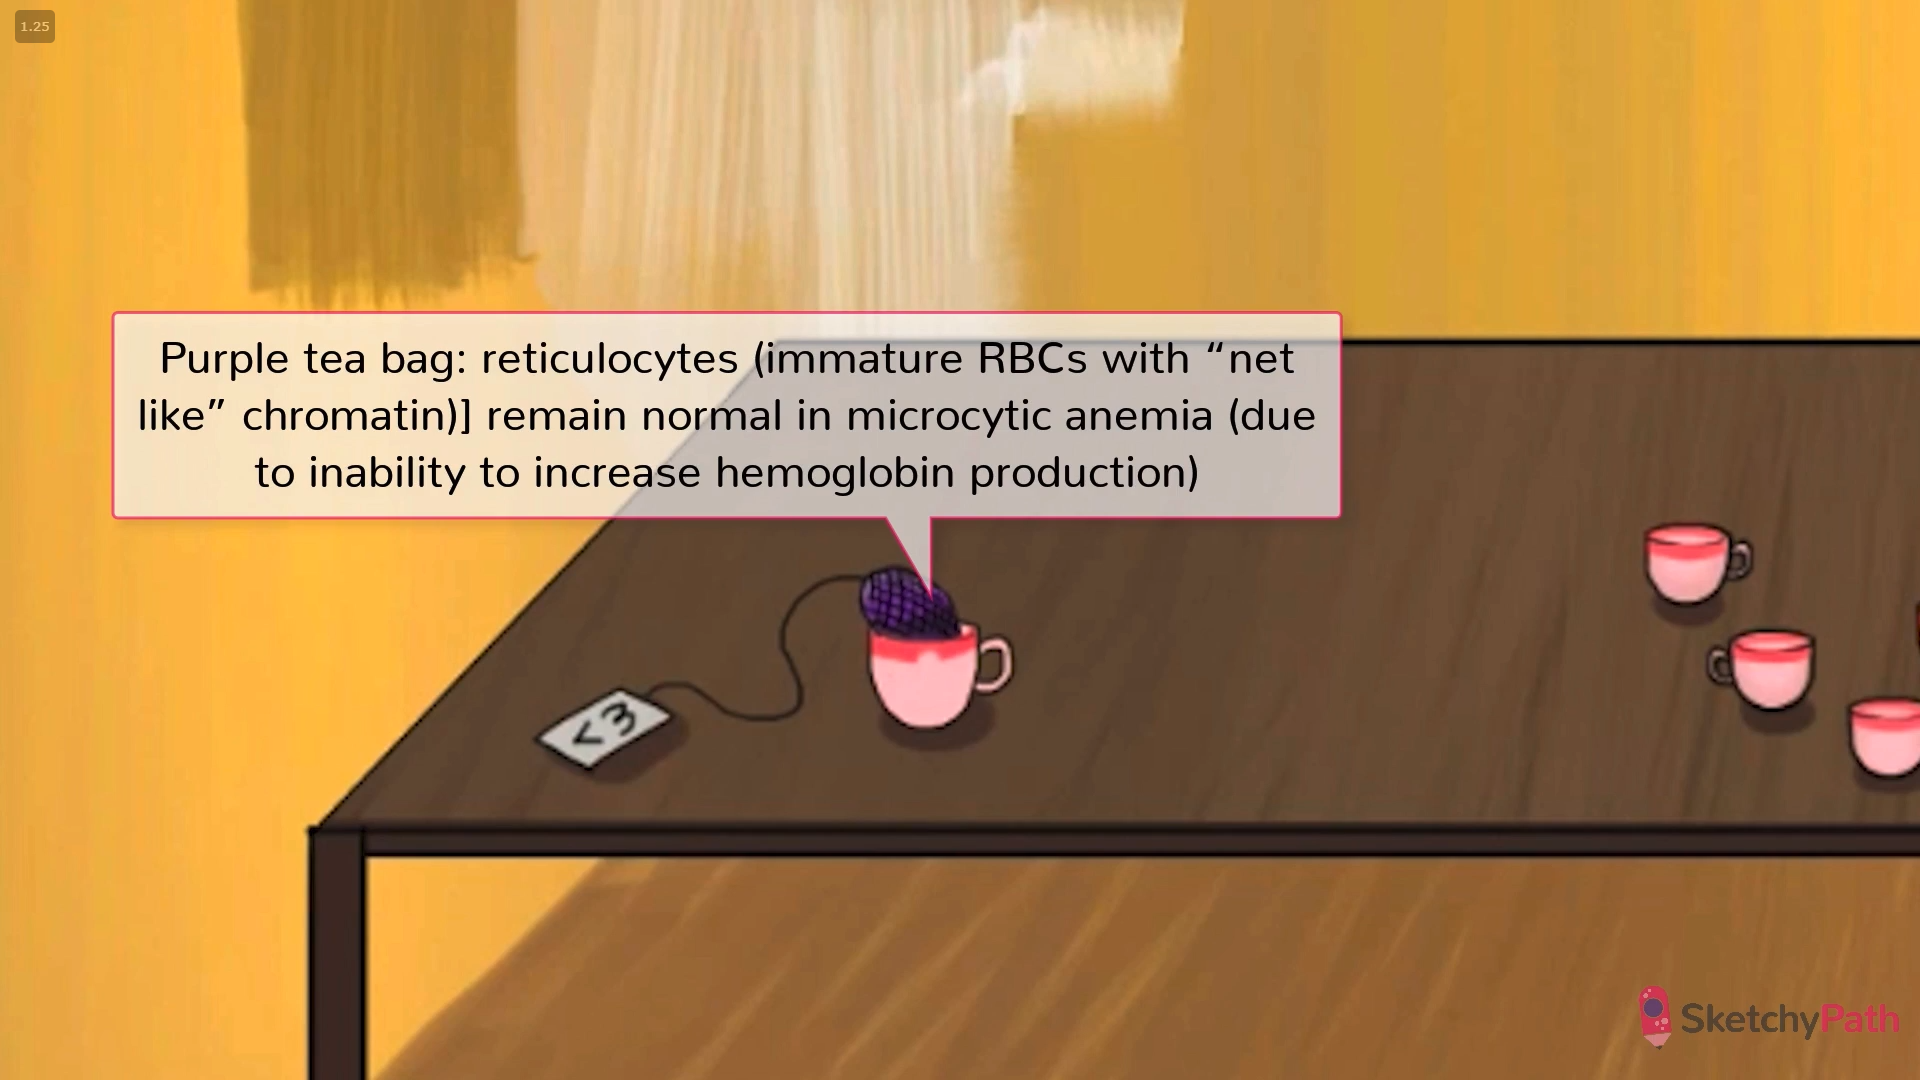 1.25
Purple tea bag: reticulocytes (immature RBCs with “net
like” chromatin)] remain normal in microcytic anemia (due
to inability to increase hemoglobin production)
<3
SketchyPath